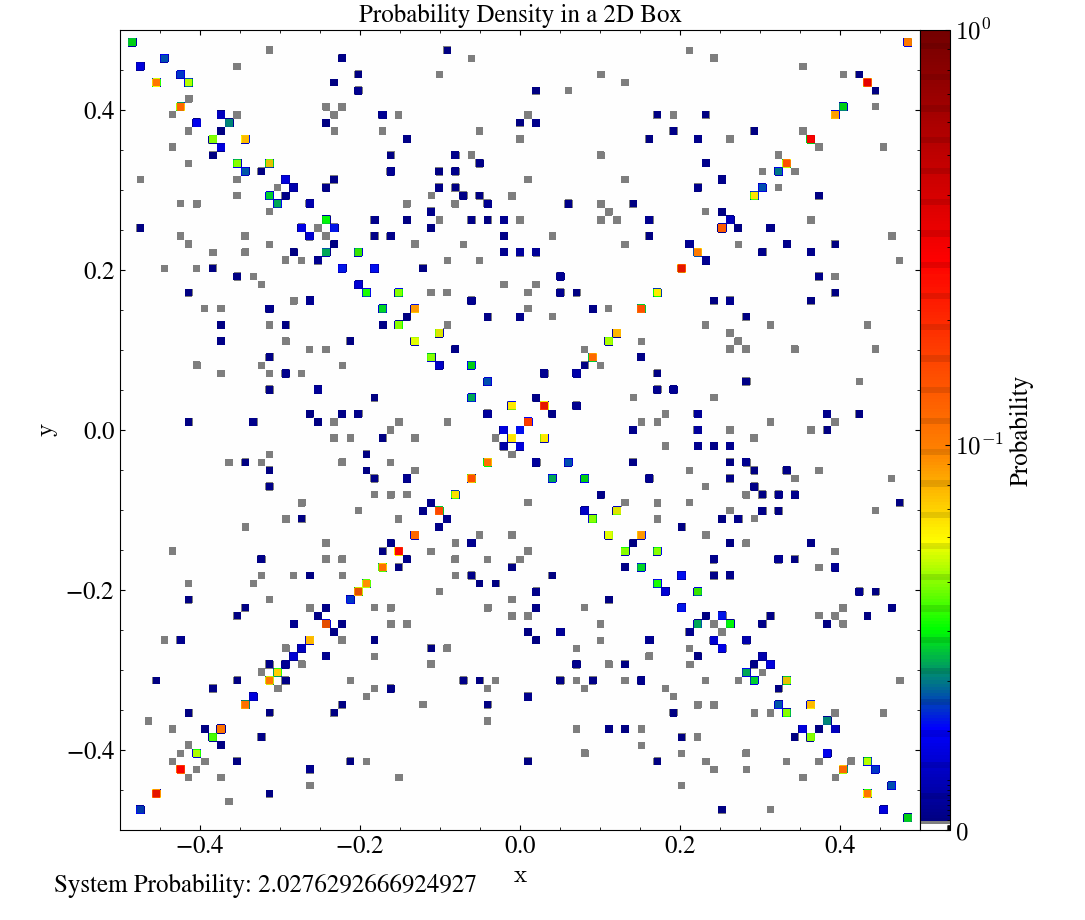 Probability Density in a 2D Box
10^0
0.4
0.2
0.0
−0.2
−0.4
y
10^−1
0
Probability
−0.4 −0.2 0.0 0.2 0.4
x
System Probability: 2.0276292666924927